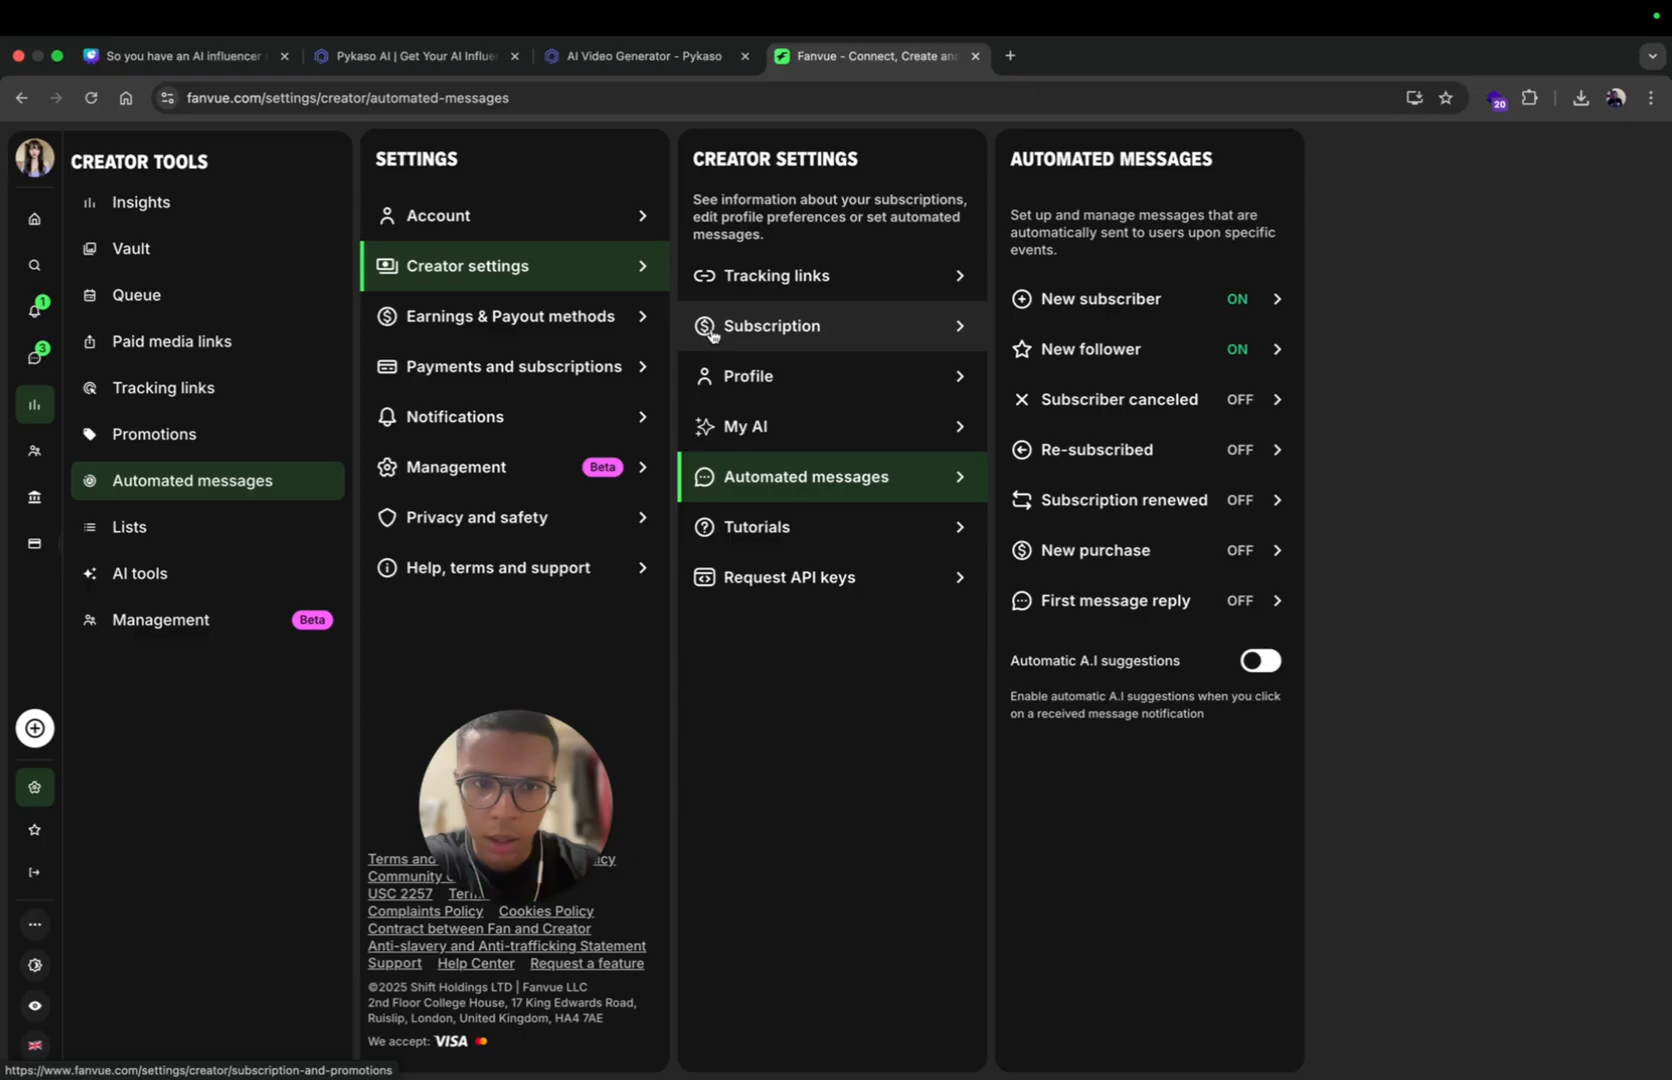 So you have an AI influencer
Pykaso AI | Get Your AI Influe
AI Video Generator - Pykaso
Fanvue - Connect, Create and
fanvue.com/settings/creator/automated-messages
20
CREATOR TOOLS
Insights
Vault
Queue
1
Paid media links
3
Tracking links
Promotions
Automated messages
Lists
AI tools
Management Beta
SETTINGS
Account
Creator settings
Earnings & Payout methods
Payments and subscriptions
Notifications
Management Beta
Privacy and safety
Help, terms and support
Terms and
Community
USC 2257
Complaints Policy Cookies Policy
Contract between Fan and Creator
Anti-slavery and Anti-trafficking Statement
Support Help Center Request a feature
©2025 Shift Holdings LTD | Fanvue LLC
2nd Floor College House, 17 King Edwards Road,
Ruislip, London, United Kingdom, HA4 7AE
We accept: VISA
CREATOR SETTINGS
See information about your subscriptions,
edit profile preferences or set automated
messages.
Tracking links
Subscription
Profile
My AI
Automated messages
Tutorials
Request API keys
AUTOMATED MESSAGES
Set up and manage messages that are
automatically sent to users upon specific
events.
New subscriber ON
New follower ON
Subscriber canceled OFF
Re-subscribed OFF
Subscription renewed OFF
New purchase OFF
First message reply OFF
Automatic A.I suggestions
Enable automatic A.I suggestions when you click
on a received message notification
https://www.fanvue.com/settings/creator/subscription-and-promotions